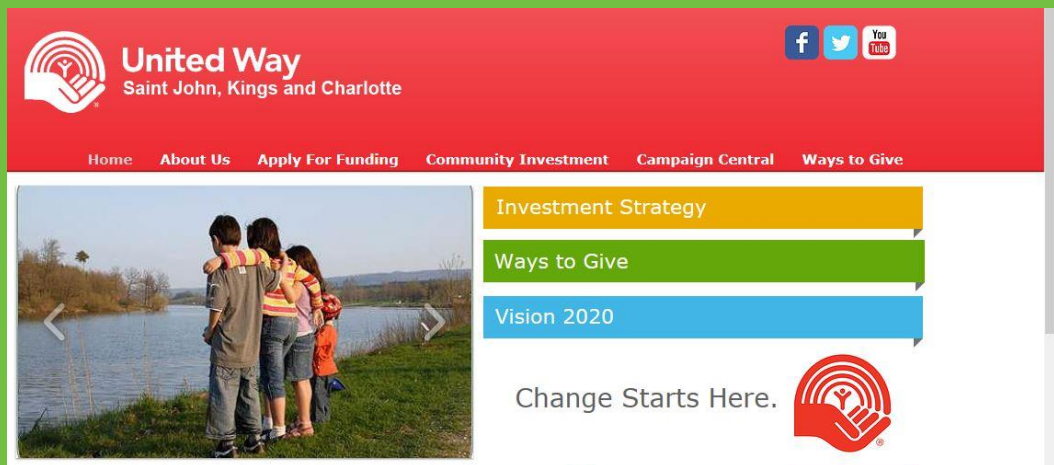 United Way
Saint John, Kings and Charlotte
f
You
Tube
Home About Us Apply For Funding Community Investment Campaign Central Ways to Give
Investment Strategy
Ways to Give
Vision 2020
Change Starts Here.
®